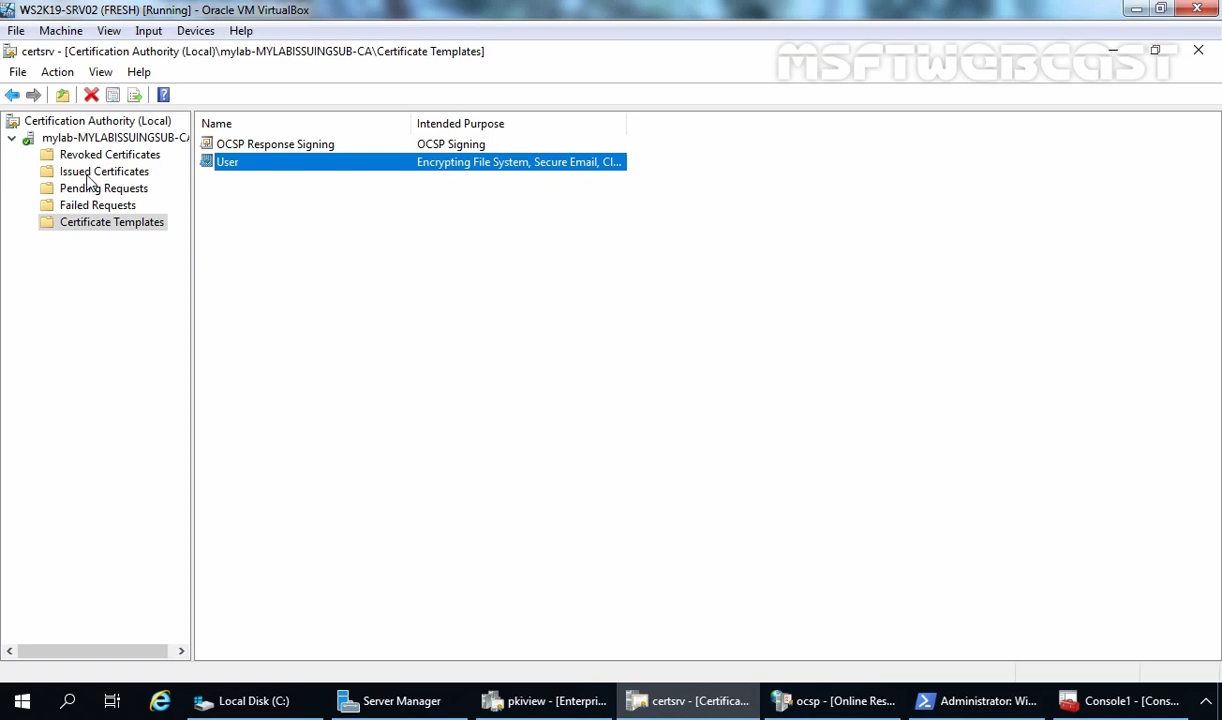 WS2K19-SRV02 (FRESH) [Running] - Oracle VM VirtualBox
File Machine View Input Devices Help
certsrv - [Certification Authority (Local)\mylab-MYLABISSUINGSUB-CA\Certificate Templates]
MSFTWEBCAST
File Action View Help
Certification Authority (Local)
mylab-MYLABISSUINGSUB-CA
Revoked Certificates
Issued Certificates
Pending Requests
Failed Requests
Certificate Templates
Name Intended Purpose
OCSP Response Signing OCSP Signing
User Encrypting File System, Secure Email, Cl...
Local Disk (C:) Server Manager pkiview - [Enterpri... certsrv - [Certifica... ocsp - [Online Res... Administrator: Wi... Console1 - [Cons...